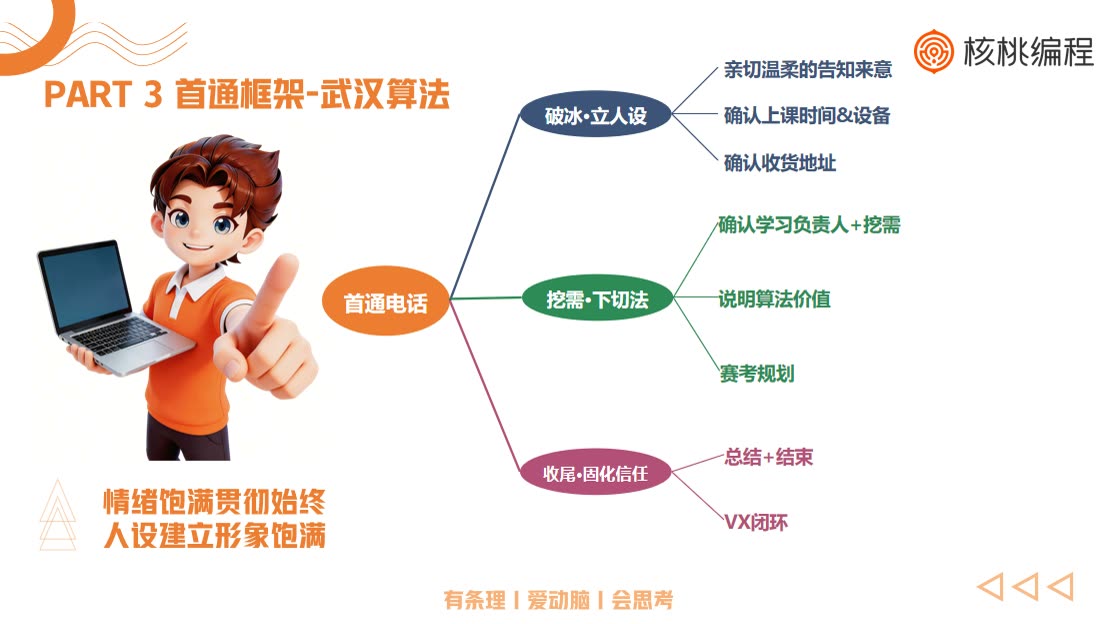 核桃编程
PART 3 首通框架-武汉算法
首通电话
破冰·立人设
亲切温柔的告知来意
确认上课时间&设备
确认收货地址
挖需·下切法
确认学习负责人+挖需
说明算法价值
赛考规划
收尾·固化信任
总结+结束
VX闭环
情绪饱满贯彻始终
人设建立形象饱满
有条理丨爱动脑丨会思考